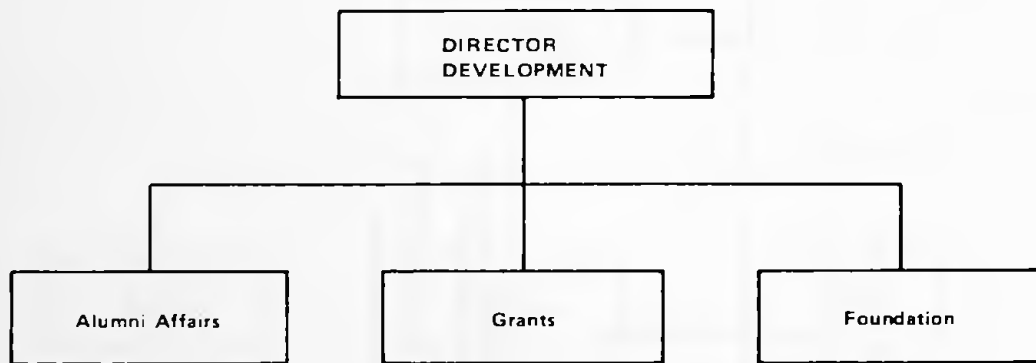 DIRECTOR
DEVELOPMENT
Alumni Affairs
Grants
Foundation